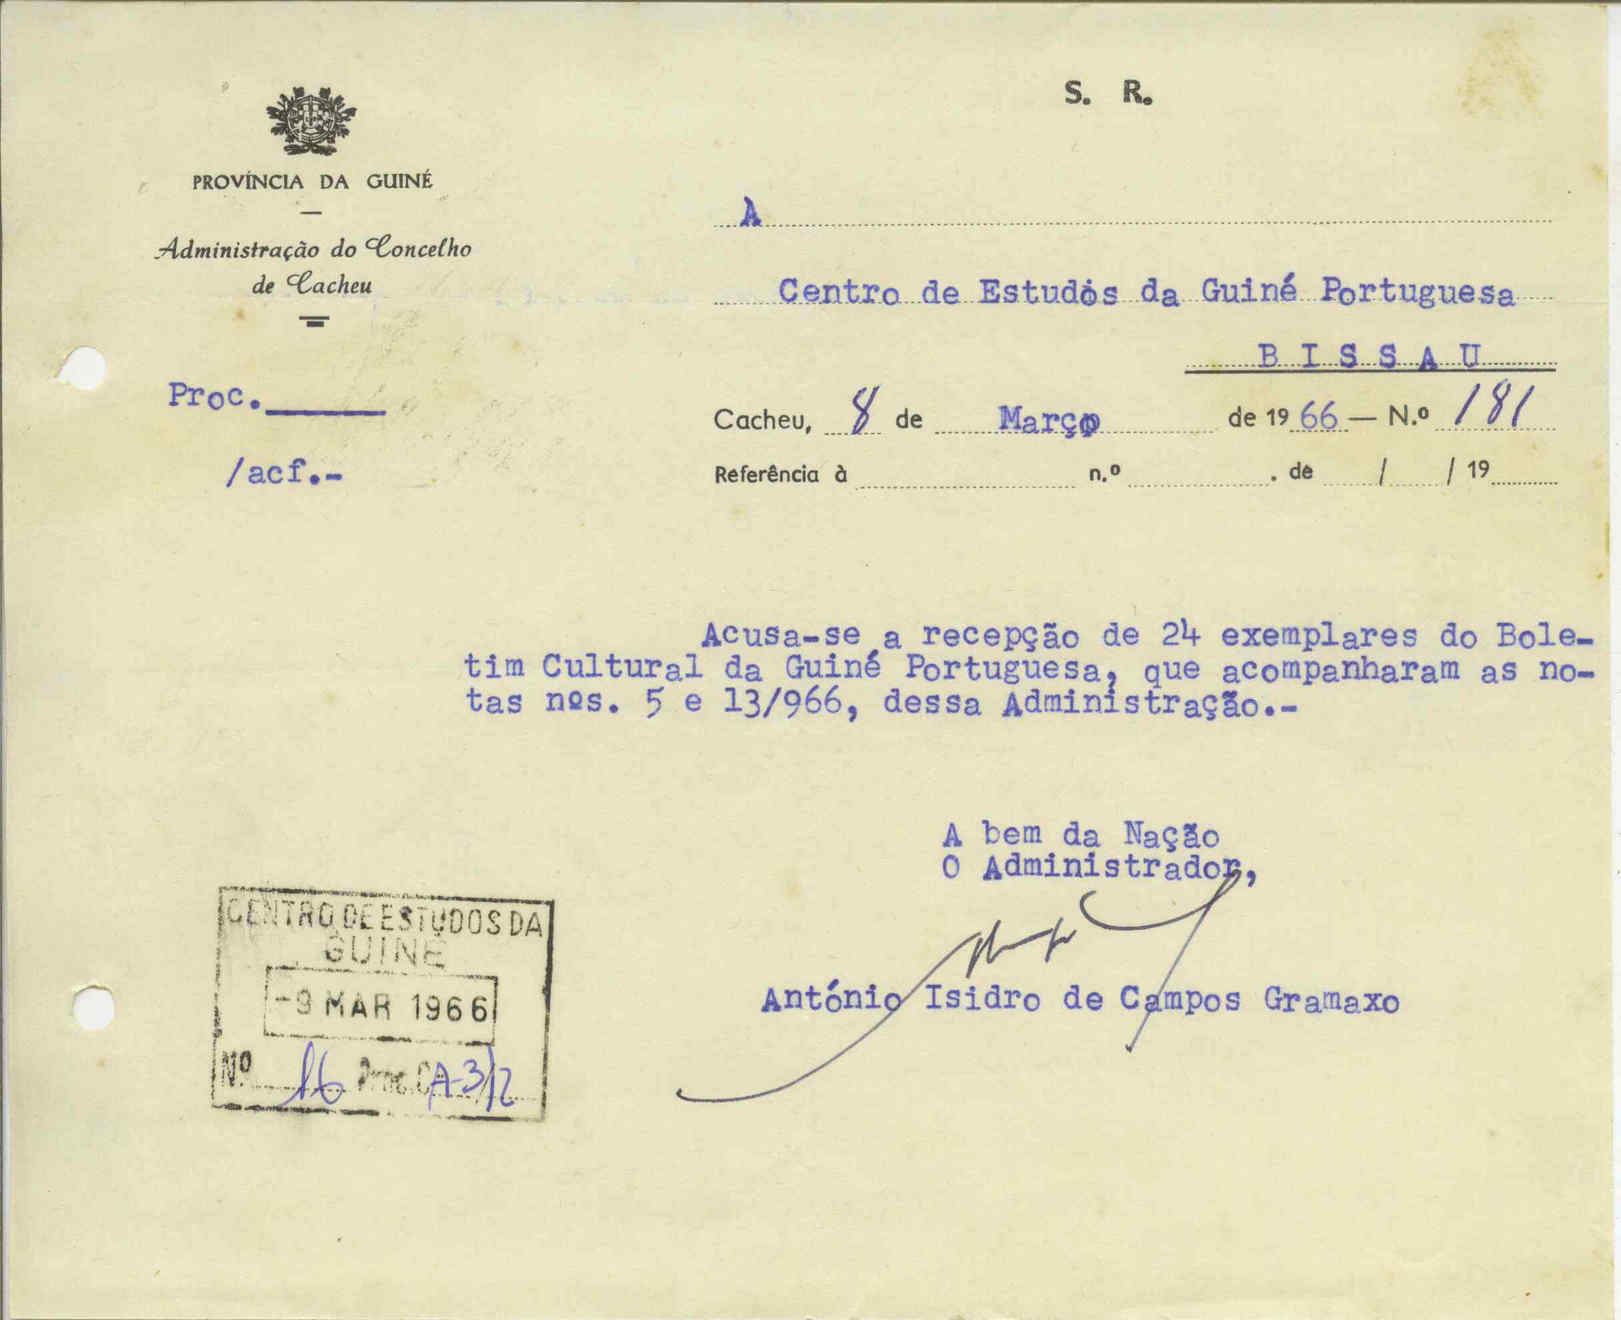 S. R.
PROVÍNCIA DA GUINÉ
Administração do Concelho
de Cacheu
Proc.
/acf.-
A
Centro de Estudos da Guiné Portuguesa
B I S S A U
Cacheu, 8 de Março de 1966 — N.º 181
Referência à n.º . de / / 19
Acusa-se a recepção de 24 exemplares do Bole-
tim Cultural da Guiné Portuguesa, que acompanharam as no-
tas nºs. 5 e 13/966, dessa Administração.-
A bem da Nação
O Administrador,
António Isidro de Campos Gramaxo
CENTRO DE ESTUDOS DA
GUINÉ
-9 MAR 1966
Nº 16 Proc. A-3/2